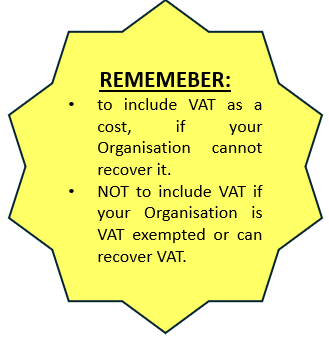 REMEMEBER:
• to include VAT as a
cost, if your
Organisation cannot
recover it.
• NOT to include VAT if
your Organisation is
VAT exempted or can
recover VAT.